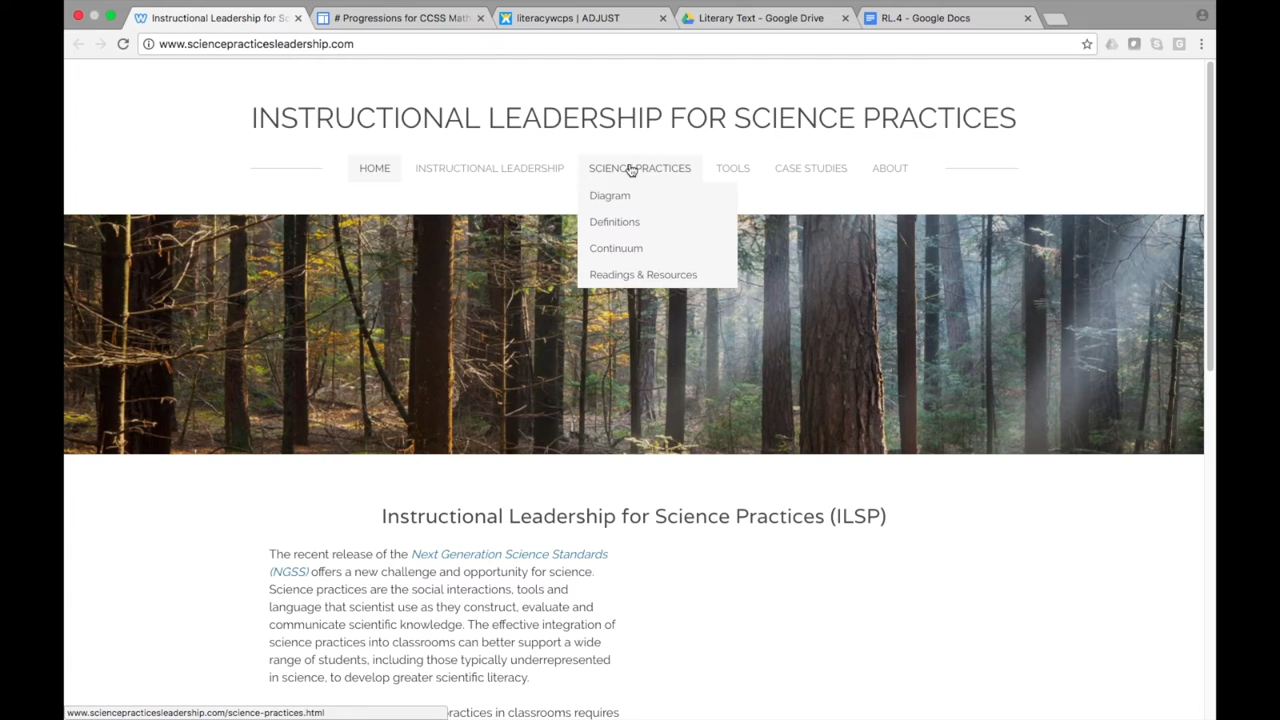 Instructional Leadership for Sc
# Progressions for CCSS Math
literacywcps | ADJUST
Literary Text - Google Drive
RL.4 - Google Docs
www.sciencepracticesleadership.com
INSTRUCTIONAL LEADERSHIP FOR SCIENCE PRACTICES
HOME
INSTRUCTIONAL LEADERSHIP
SCIENCE PRACTICES
TOOLS
CASE STUDIES
ABOUT
Diagram
Definitions
Continuum
Readings & Resources
Instructional Leadership for Science Practices (ILSP)
The recent release of the Next Generation Science Standards
(NGSS) offers a new challenge and opportunity for science.
Science practices are the social interactions, tools and
language that scientist use as they construct, evaluate and
communicate scientific knowledge. The effective integration of
science practices into classrooms can better support a wide
range of students, including those typically underrepresented
in science, to develop greater scientific literacy.
practices in classrooms requires
www.sciencepracticesleadership.com/science-practices.html